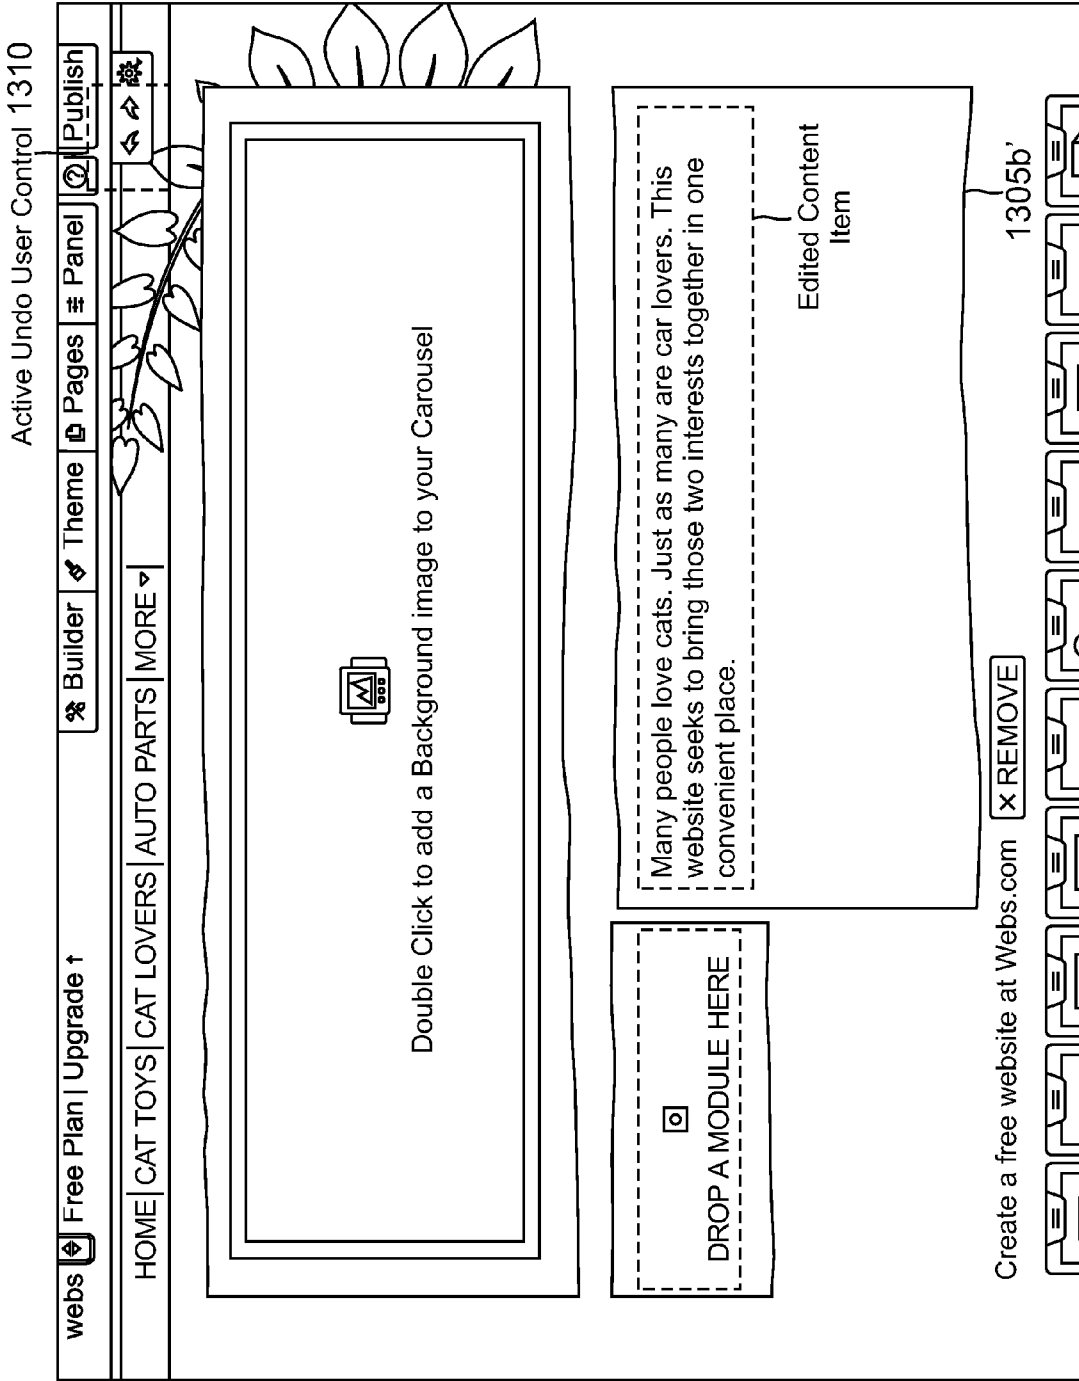 Active Undo User Control 1310
webs Free Plan | Upgrade ↑ Builder Theme Pages Panel ? Publish
HOME | CAT TOYS | CAT LOVERS | AUTO PARTS | MORE
Double Click to add a Background image to your Carousel
DROP A MODULE HERE
Many people love cats. Just as many are car lovers. This
website seeks to bring those two interests together in one
convenient place.
Edited Content
Item
1305b'
Create a free website at Webs.com × REMOVE